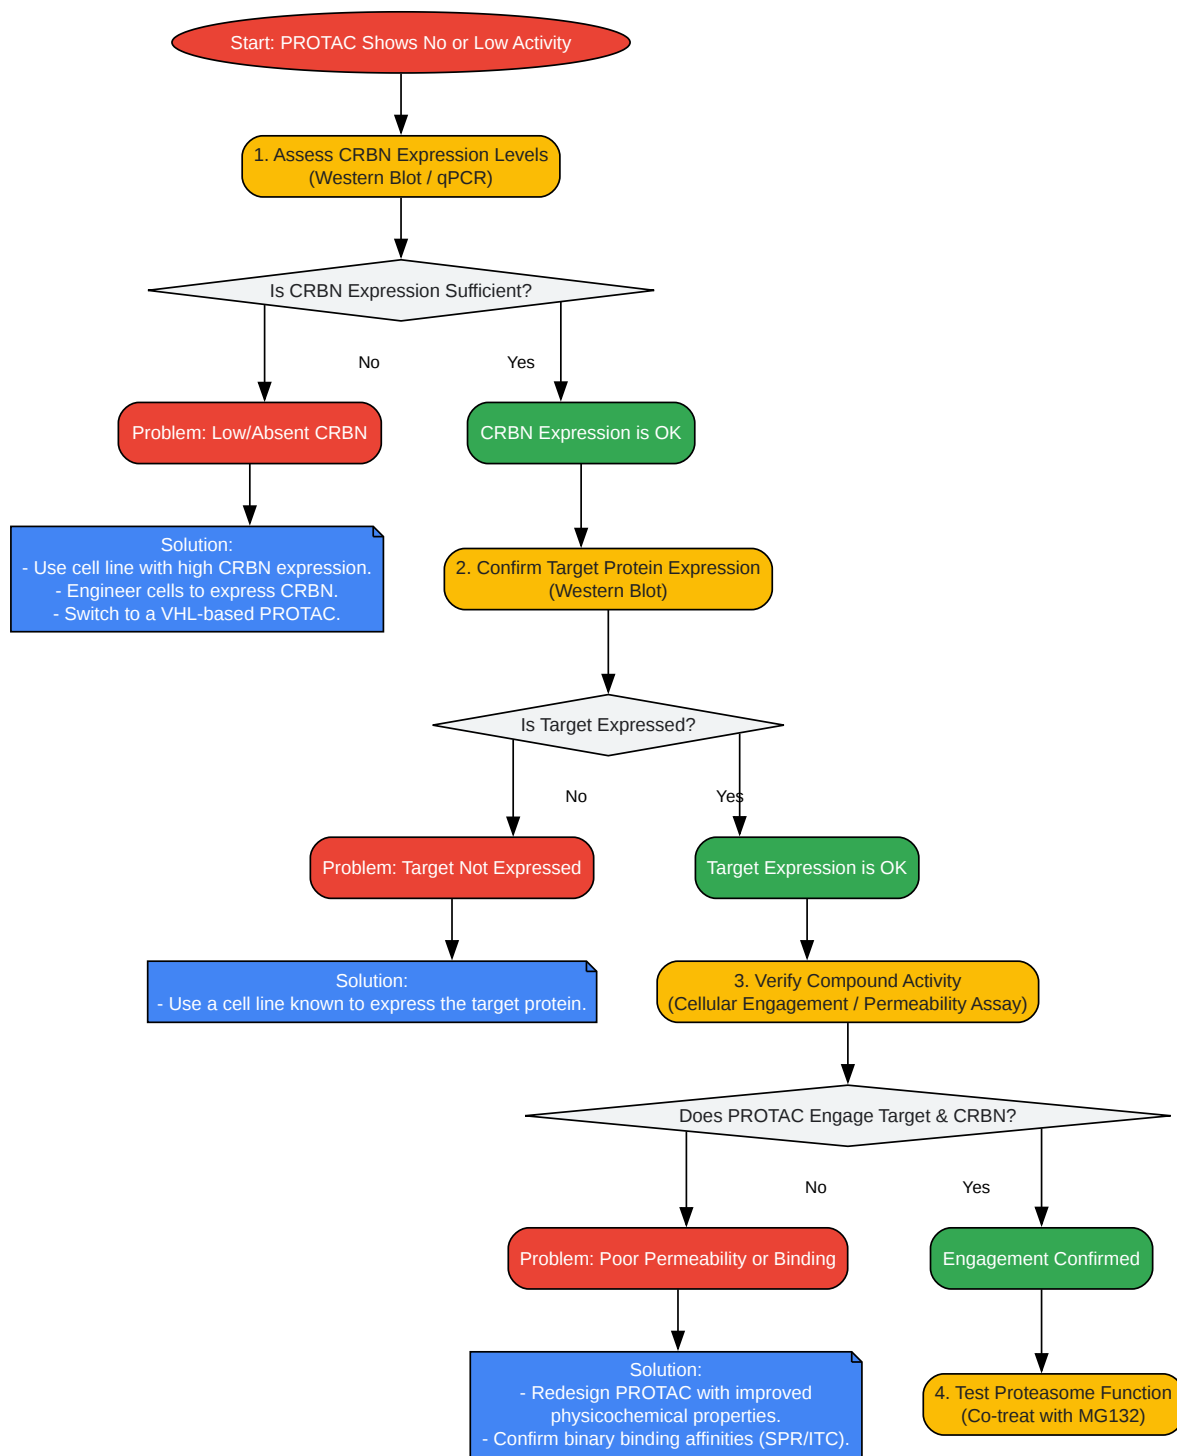 Start: PROTAC Shows No or Low Activity
1. Assess CRBN Expression Levels
(Western Blot / qPCR)
Is CRBN Expression Sufficient?
No
Yes
Problem: Low/Absent CRBN
CRBN Expression is OK
Solution:
- Use cell line with high CRBN expression.
- Engineer cells to express CRBN.
- Switch to a VHL-based PROTAC.
2. Confirm Target Protein Expression
(Western Blot)
Is Target Expressed?
No
Yes
Problem: Target Not Expressed
Target Expression is OK
Solution:
- Use a cell line known to express the target protein.
3. Verify Compound Activity
(Cellular Engagement / Permeability Assay)
Does PROTAC Engage Target & CRBN?
No
Yes
Problem: Poor Permeability or Binding
Engagement Confirmed
Solution:
- Redesign PROTAC with improved
physicochemical properties.
- Confirm binary binding affinities (SPR/ITC).
4. Test Proteasome Function
(Co-treat with MG132)